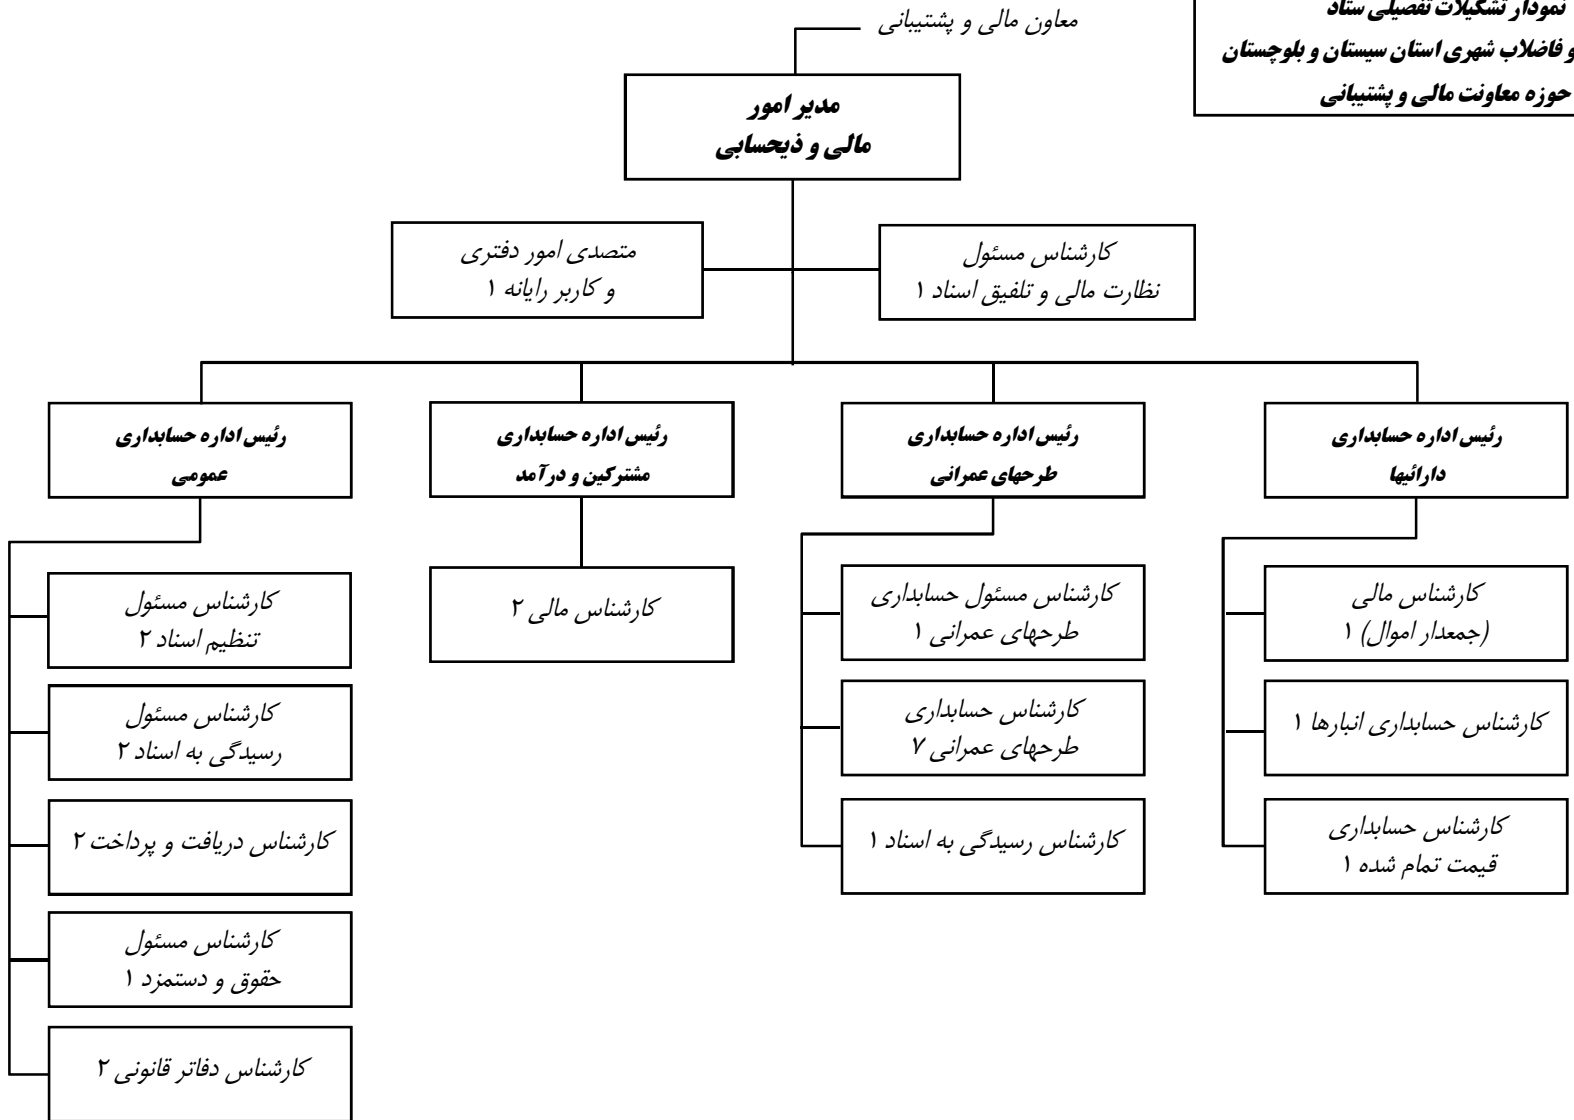 نمودار تشکیلات تفصیلی ستاد
و فاضلاب شهری استان سیستان و بلوچستان
حوزه معاونت مالی و پشتیبانی
معاون مالی و پشتیبانی
مدیر امور
مالی و ذیحسابی
کارشناس مسئول
نظارت مالی و تلفیق اسناد ۱
متصدی امور دفتری
و کاربر رایانه ۱
رئیس اداره حسابداری
دارائیها
رئیس اداره حسابداری
طرحهای عمرانی
رئیس اداره حسابداری
مشترکین و درآمد
رئیس اداره حسابداری
عمومی
کارشناس مالی
(جمعدار اموال) ۱
کارشناس حسابداری انبارها ۱
کارشناس حسابداری
قیمت تمام شده ۱
کارشناس مسئول حسابداری
طرحهای عمرانی ۱
کارشناس حسابداری
طرحهای عمرانی ۷
کارشناس رسیدگی به اسناد ۱
کارشناس مالی ۲
کارشناس مسئول
تنظیم اسناد ۲
کارشناس مسئول
رسیدگی به اسناد ۲
کارشناس دریافت و پرداخت ۲
کارشناس مسئول
حقوق و دستمزد ۱
کارشناس دفاتر قانونی ۲